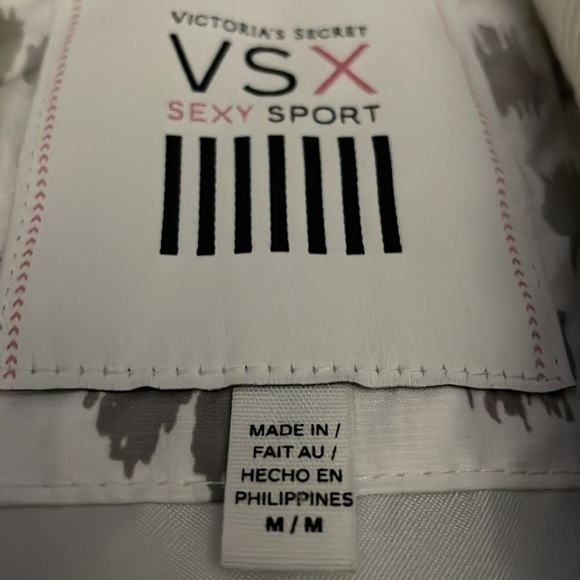 VICTORIA'S SECRET
VSX
SEXY SPORT
MADE IN /
FAIT AU /
HECHO EN
PHILIPPINES
M / M